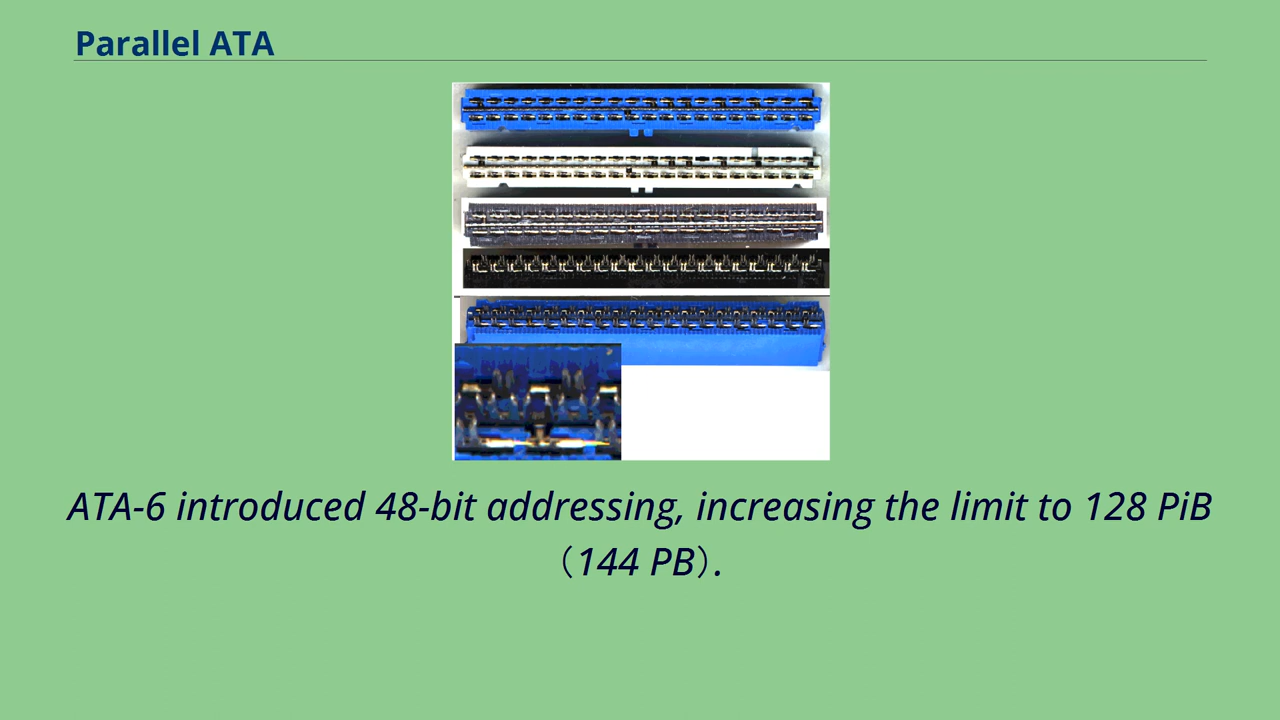 Parallel ATA
ATA-6 introduced 48-bit addressing, increasing the limit to 128 PiB
（144 PB）.